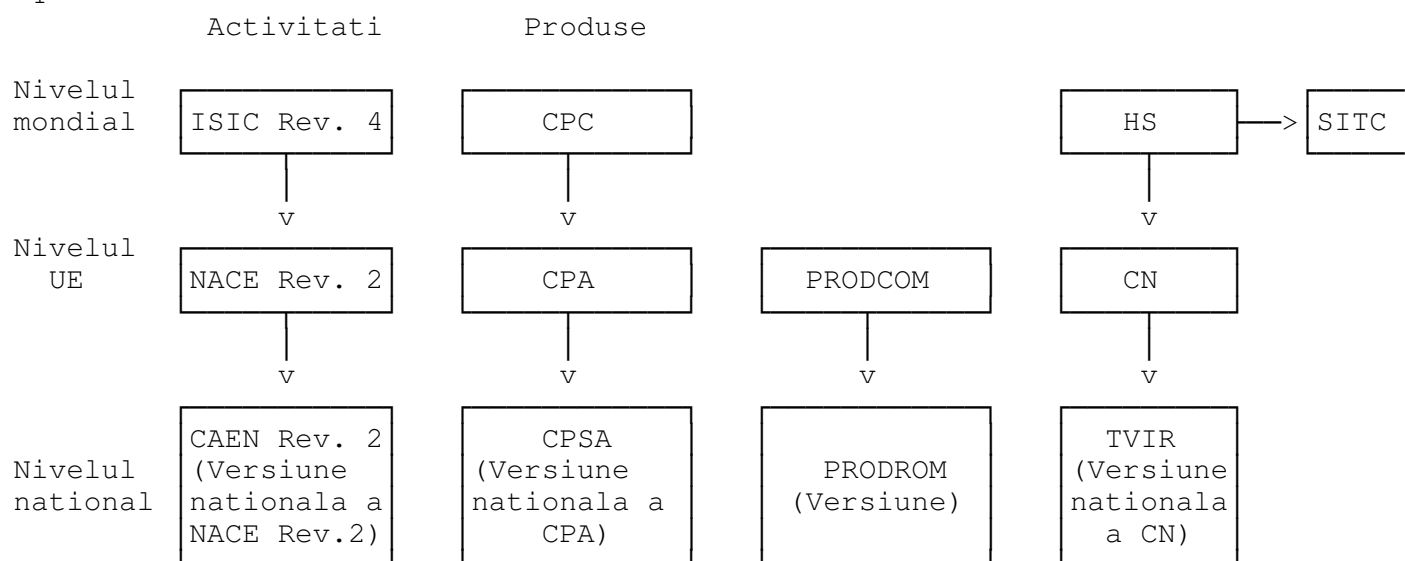 Activitati Produse
Nivelul
mondial ISIC Rev. 4 CPC HS > SITC
v v v
Nivelul
UE NACE Rev. 2 CPA PRODCOM CN
v v v v
CAEN Rev. 2 CPSA TVIR
Nivelul (Versiune (Versiune PRODROM (Versiune
national nationala a nationala a (Versiune) nationala
NACE Rev.2) CPA) a CN)